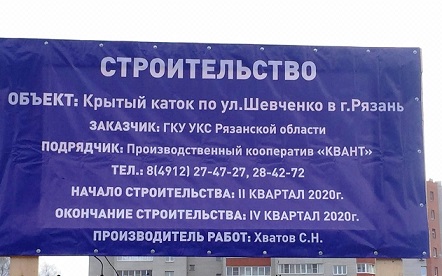 СТРОИТЕЛЬСТВО
ОБЪЕКТ: Крытый каток по ул.Шевченко в г.Рязань
ЗАКАЗЧИК: ГКУ УКС Рязанской области
ПОДРЯДЧИК: Производственный кооператив «КВАНТ»
ТЕЛ.: 8(4912) 27-47-27, 28-42-72
НАЧАЛО СТРОИТЕЛЬСТВА: II КВАРТАЛ 2020г.
ОКОНЧАНИЕ СТРОИТЕЛЬСТВА: IV КВАРТАЛ 2020г.
ПРОИЗВОДИТЕЛЬ РАБОТ: Хватов С.Н.